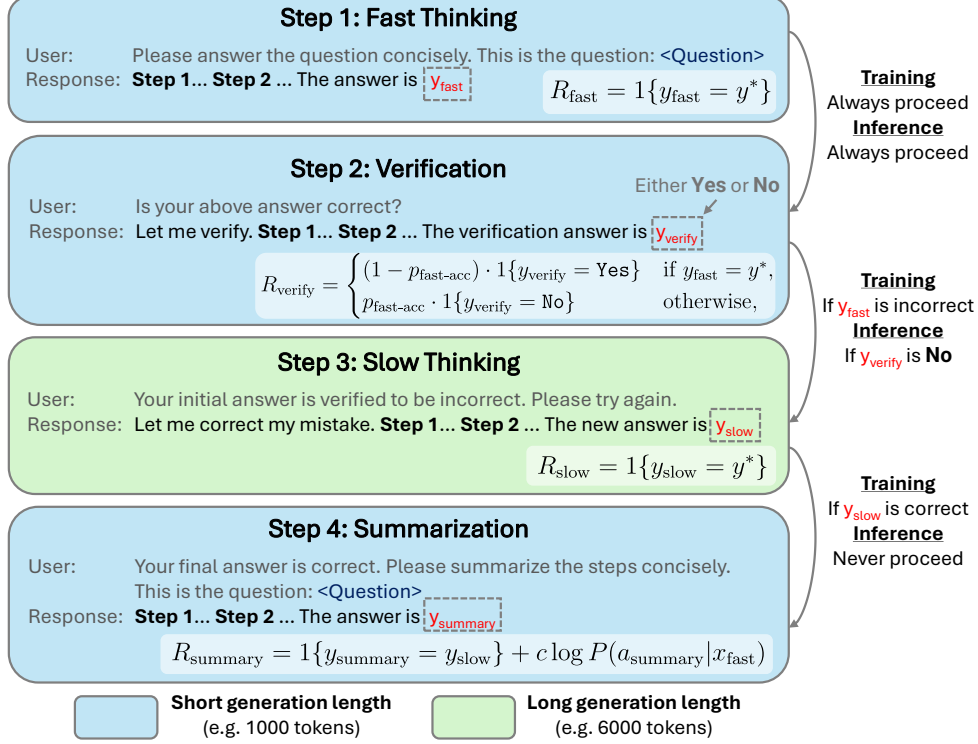 Step 1: Fast Thinking
User: Please answer the question concisely. This is the question: <Question>
Response: Step 1... Step 2 ... The answer is y_fast
R_fast = 1{y_fast = y*}
Training
Always proceed
Inference
Always proceed
Step 2: Verification
Either Yes or No
User: Is your above answer correct?
Response: Let me verify. Step 1... Step 2 ... The verification answer is y_verify
R_verify = { (1 − p_fast-acc) · 1{y_verify = Yes} if y_fast = y*,
p_fast-acc · 1{y_verify = No} otherwise,
Training
If y_fast is incorrect
Inference
If y_verify is No
Step 3: Slow Thinking
User: Your initial answer is verified to be incorrect. Please try again.
Response: Let me correct my mistake. Step 1... Step 2 ... The new answer is y_slow
R_slow = 1{y_slow = y*}
Training
If y_slow is correct
Inference
Never proceed
Step 4: Summarization
User: Your final answer is correct. Please summarize the steps concisely.
This is the question: <Question>
Response: Step 1... Step 2 ... The answer is y_summary
R_summary = 1{y_summary = y_slow} + c log P(a_summary|x_fast)
Short generation length
(e.g. 1000 tokens)
Long generation length
(e.g. 6000 tokens)